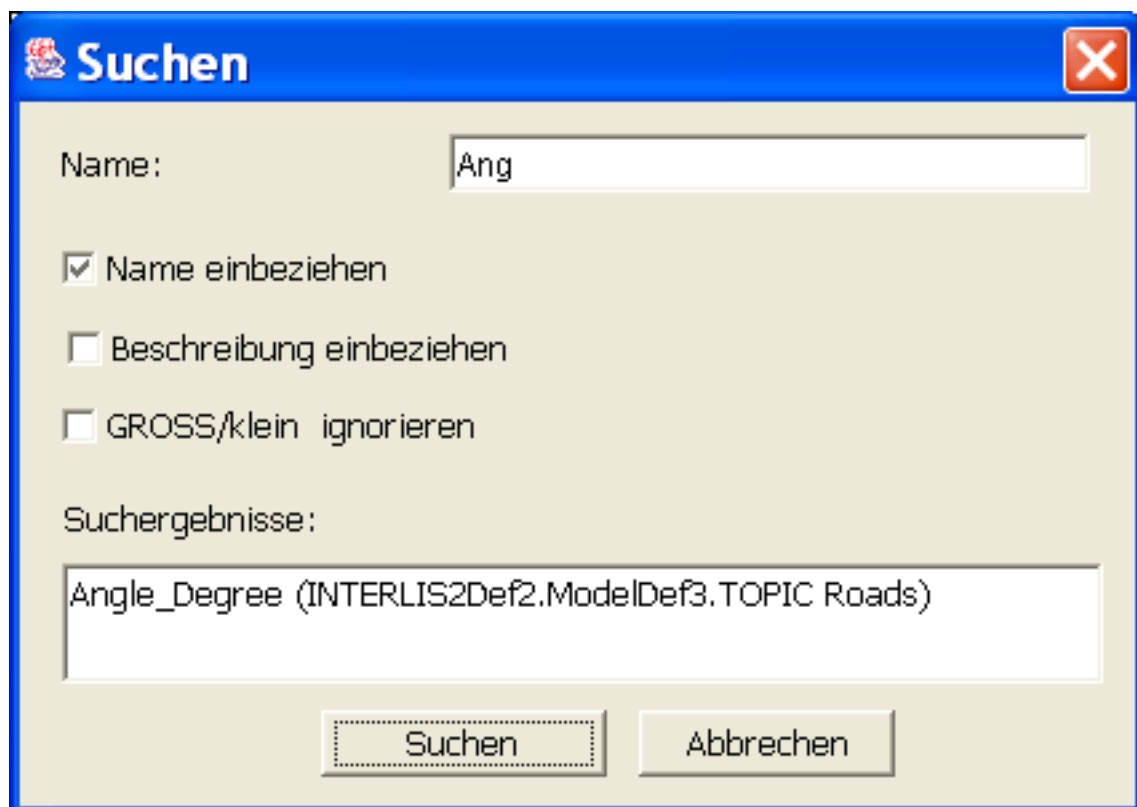 Suchen
Name: Ang
Name einbeziehen
Beschreibung einbeziehen
GROSS/klein ignorieren
Suchergebnisse:
Angle_Degree (INTERLIS2Def2.ModelDef3.TOPIC Roads)
Suchen Abbrechen